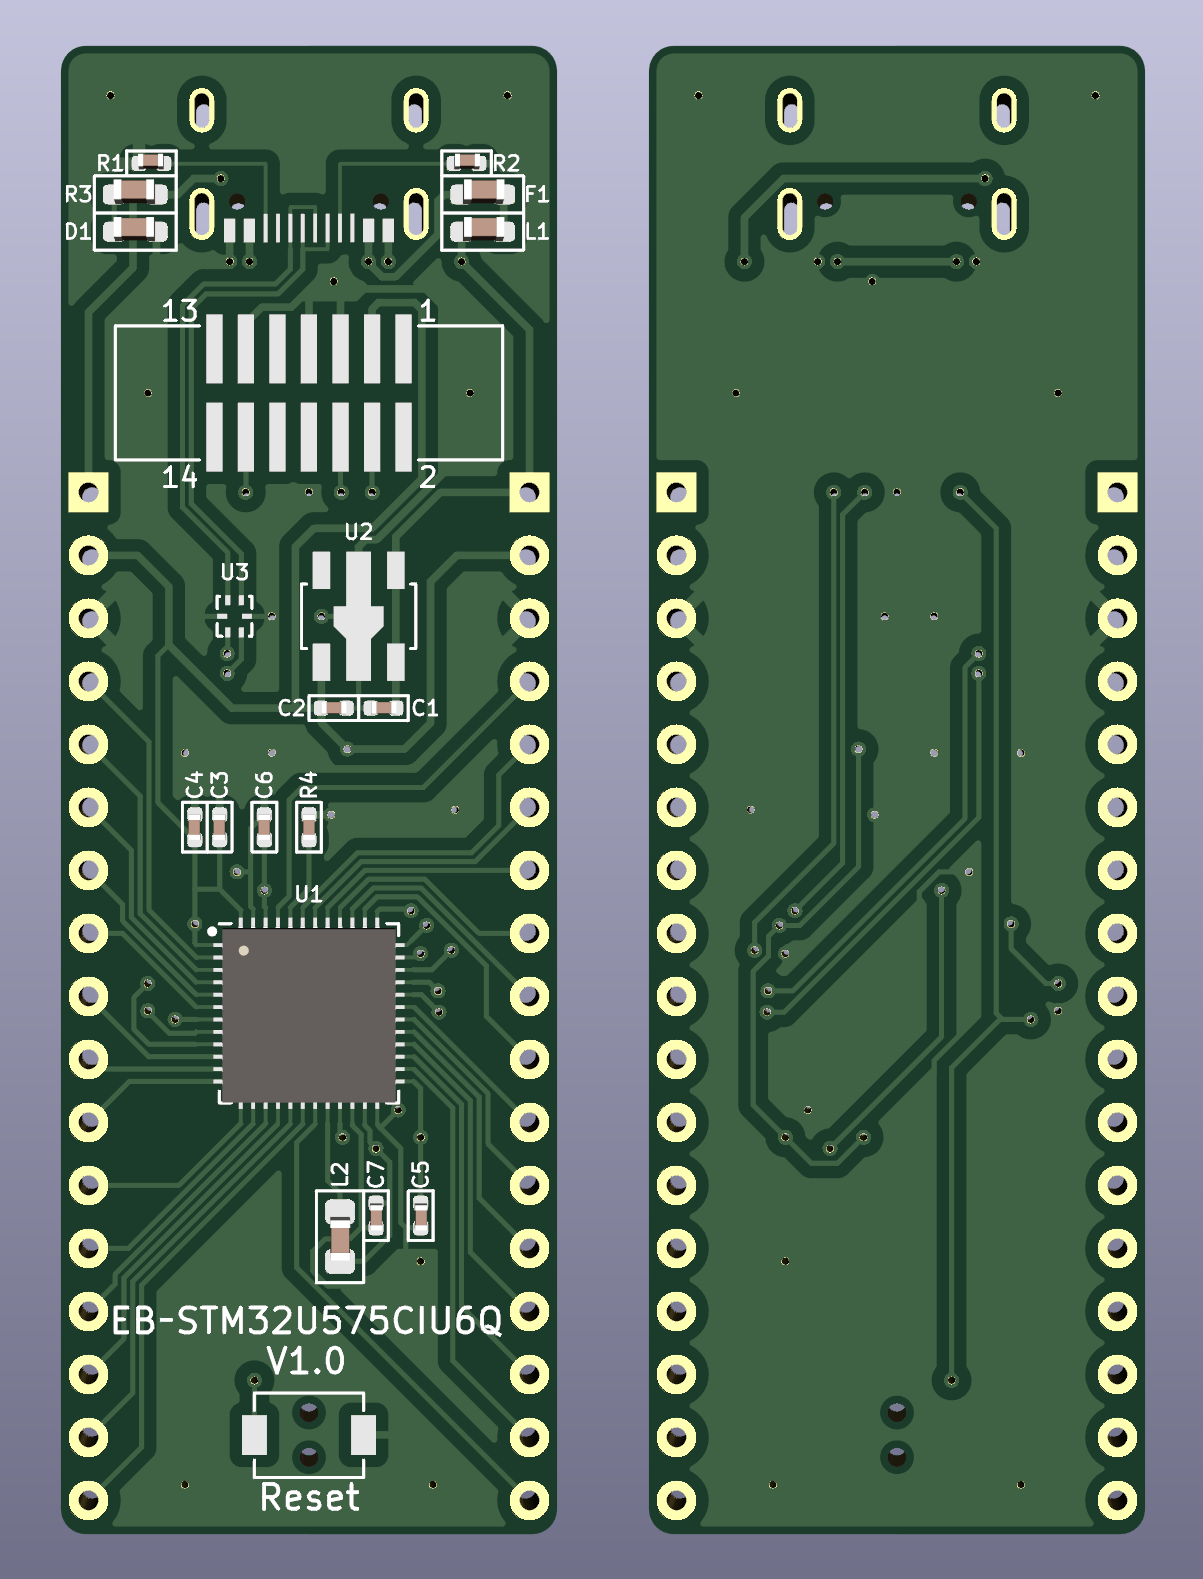 R1
R2
R3
F1
D1
L1
13
1
14
2
U2
U3
C2
C1
C4
C3
C6
R4
U1
L2
C7
C5
EB-STM32U575CIU6Q
V1.0
Reset